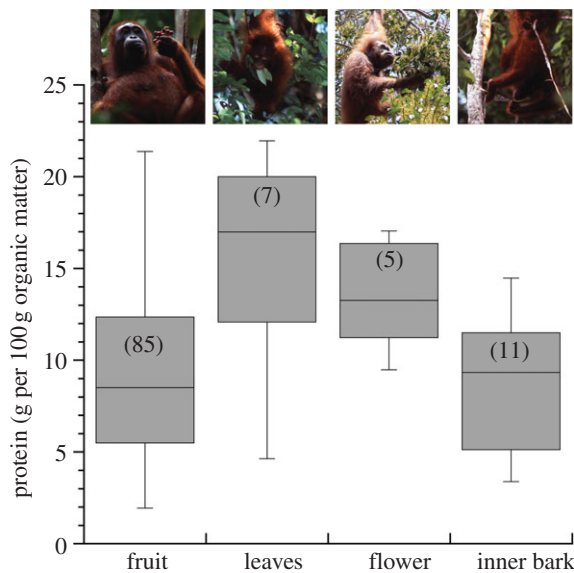 25
20
15
10
5
0
protein (g per 100 g organic matter)
(85)
(7)
(5)
(11)
fruit
leaves
flower
inner bark